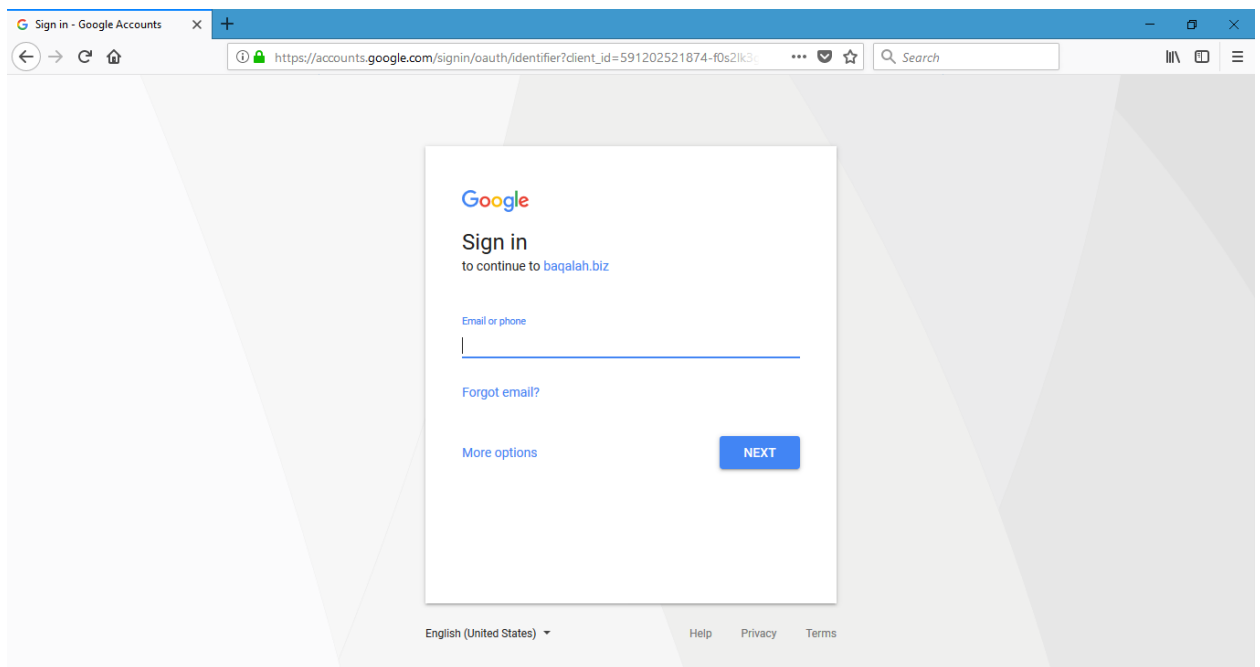 Sign in - Google Accounts
https://accounts.google.com/signin/oauth/identifier?client_id=591202521874-f0s2lk3
Search
Google
Sign in
to continue to baqalah.biz
Email or phone
Forgot email?
More options
NEXT
English (United States)
Help
Privacy
Terms